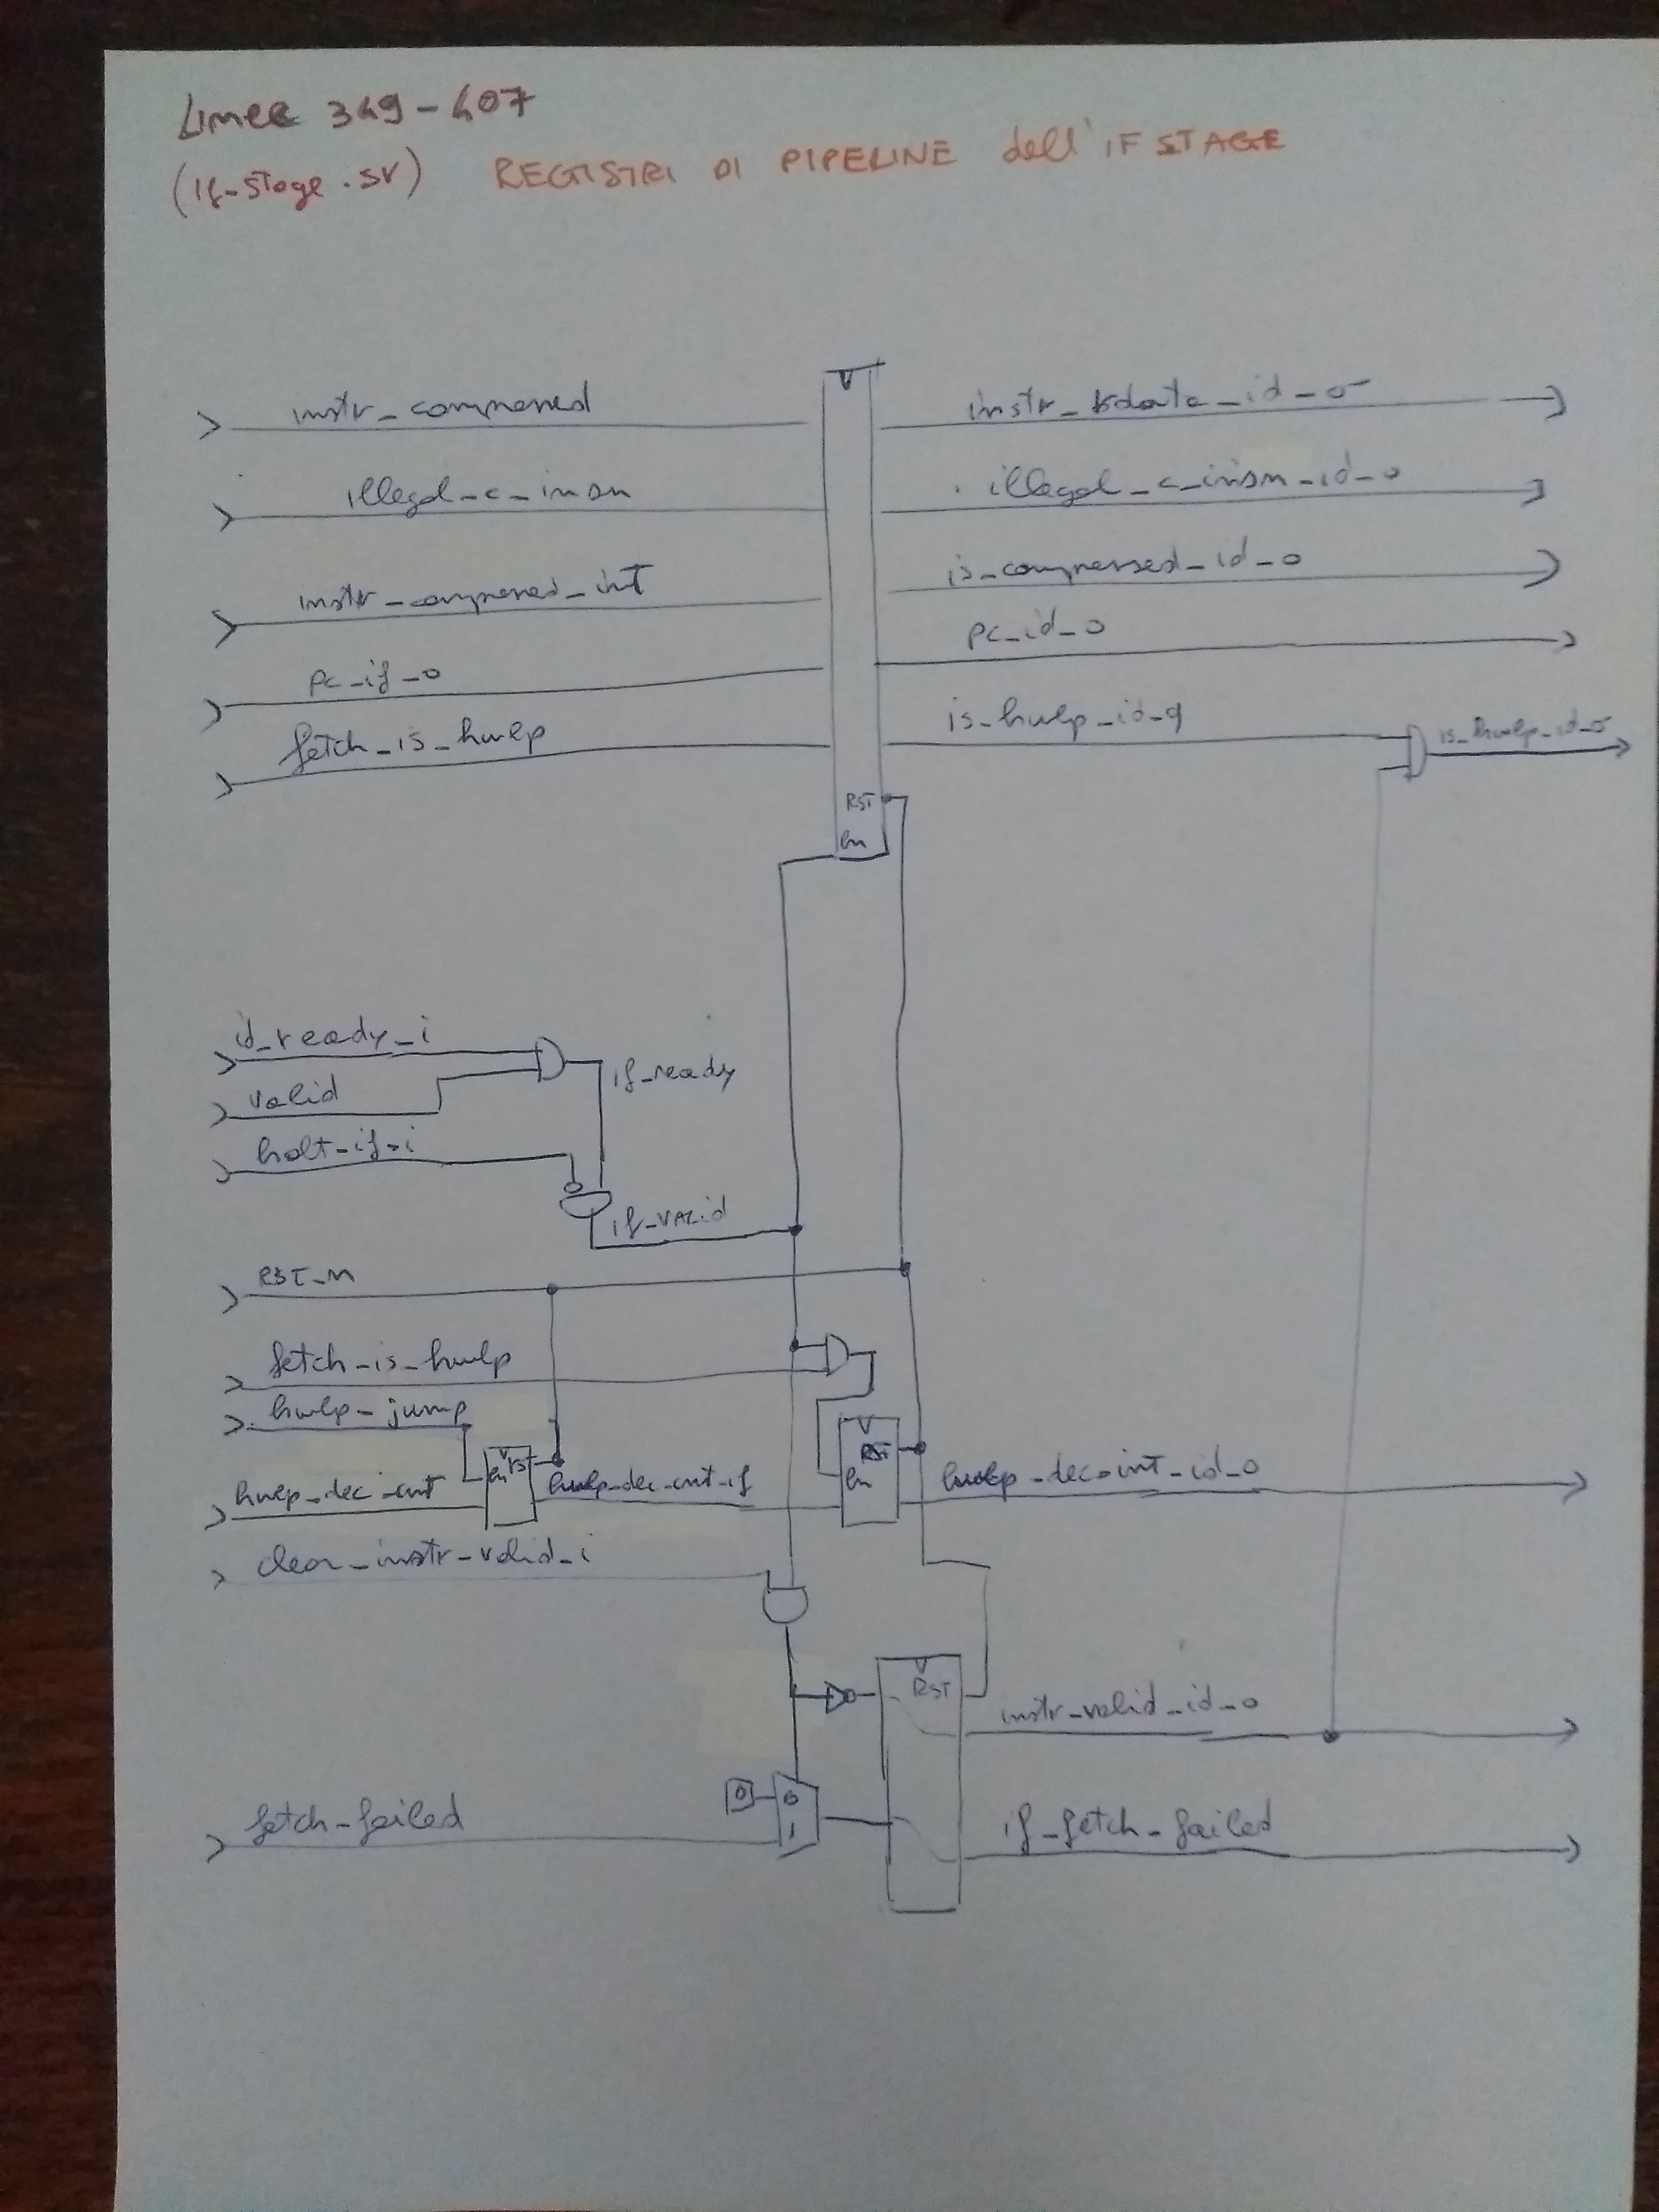 Linee 349-407
(if-stage.sv) REGISTRI DI PIPELINE dell'IF STAGE
instr_compressed
instr_rdata_id_o
illegal_c_insn
illegal_c_insn_id_o
instr_compressed_int
is_compressed_id_o
pc_if_o
pc_id_o
fetch_is_hwlp
is_hwlp_id_q
is_hwlp_id_o
RST
en
id_ready_i
if_ready
valid
halt_if_i
if_VALid
RST_n
fetch_is_hwlp
hwlp_jump
en rst
RST
en
hwlp_dec_cnt
hwlp_dec_cnt_if
hwlp_dec_int_id_o
clear_instr_valid_i
RST
instr_valid_id_o
0
0
1
fetch_failed
if_fetch_failed